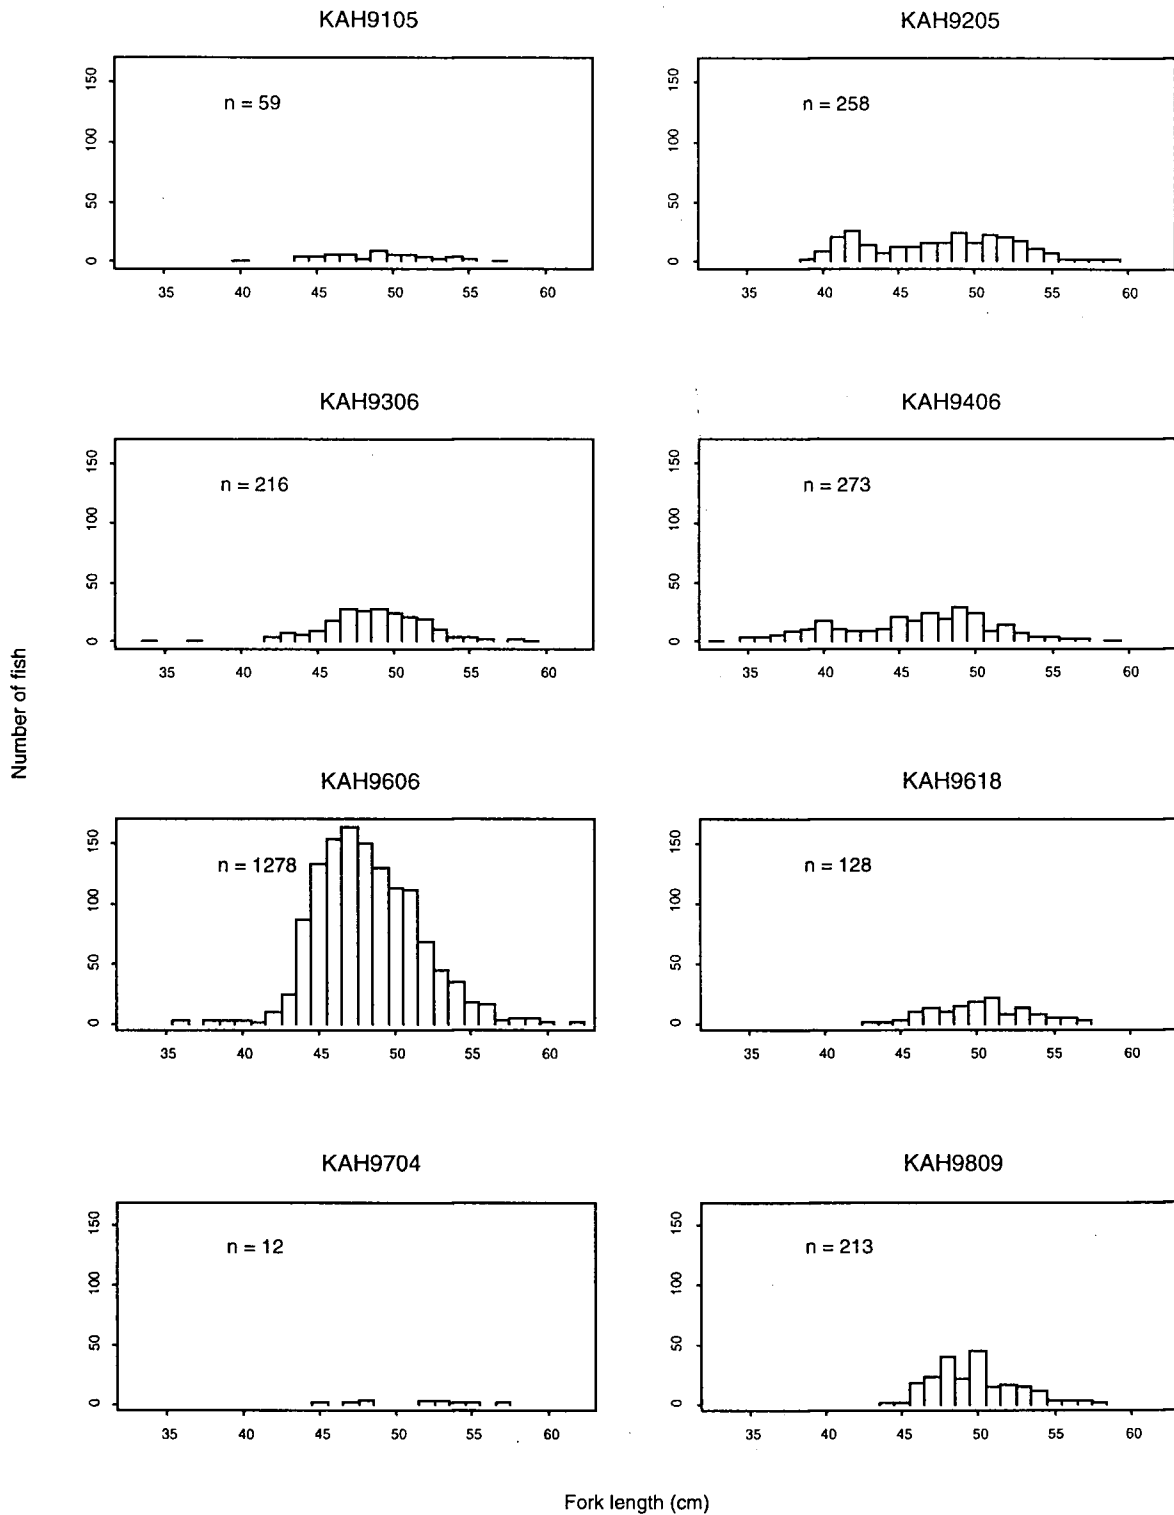 KAH9105
KAH9205
150
100
50
0
n = 59
35 40 45 50 55 60
150
100
50
0
n = 258
35 40 45 50 55 60
KAH9306
KAH9406
150
100
50
0
n = 216
35 40 45 50 55 60
150
100
50
0
n = 273
35 40 45 50 55 60
Number of fish
KAH9606
KAH9618
150
100
50
0
n = 1278
35 40 45 50 55 60
150
100
50
0
n = 128
35 40 45 50 55 60
KAH9704
KAH9809
150
100
50
0
n = 12
35 40 45 50 55 60
150
100
50
0
n = 213
35 40 45 50 55 60
Fork length (cm)